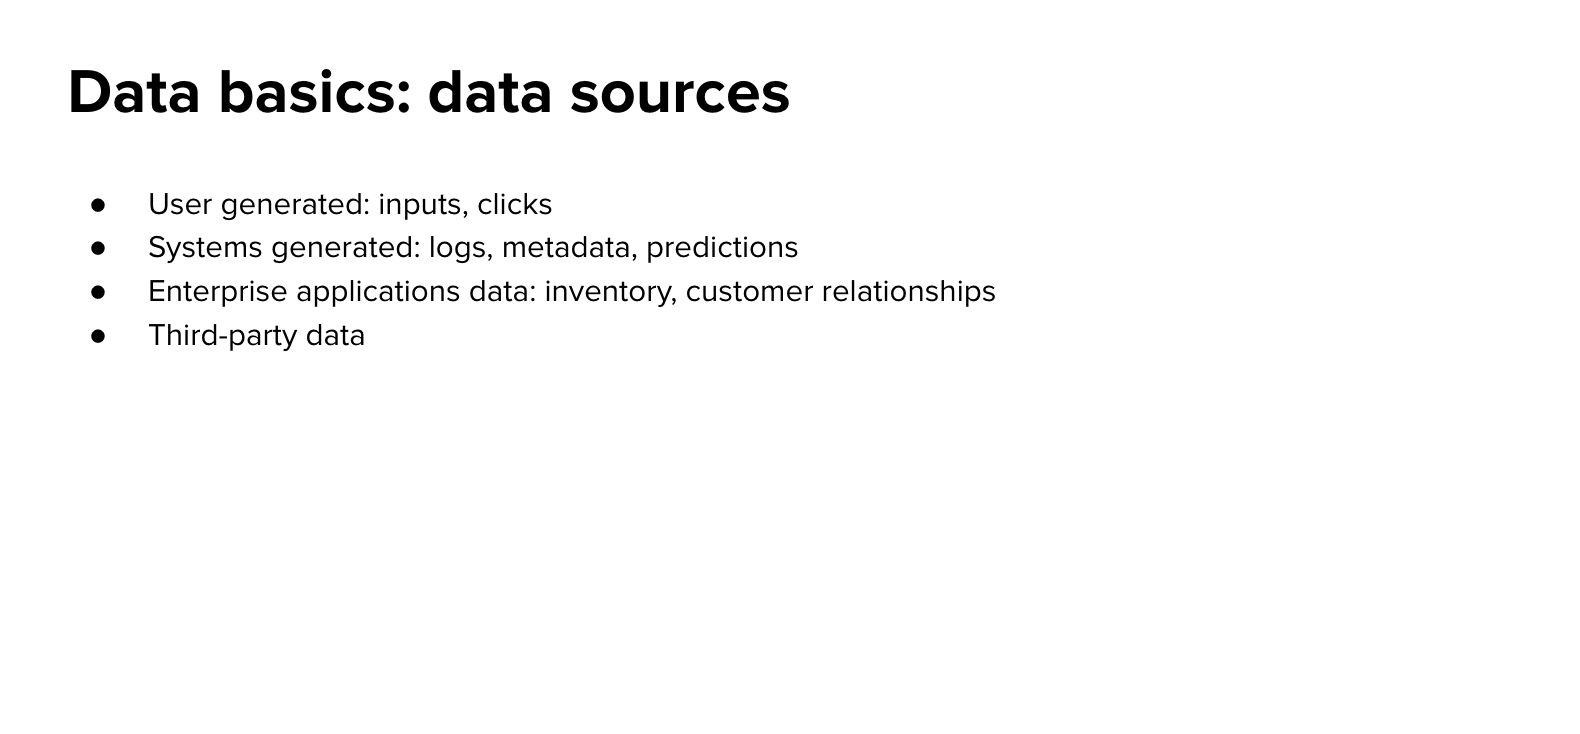 Data basics: data sources
● User generated: inputs, clicks
● Systems generated: logs, metadata, predictions
● Enterprise applications data: inventory, customer relationships
● Third-party data